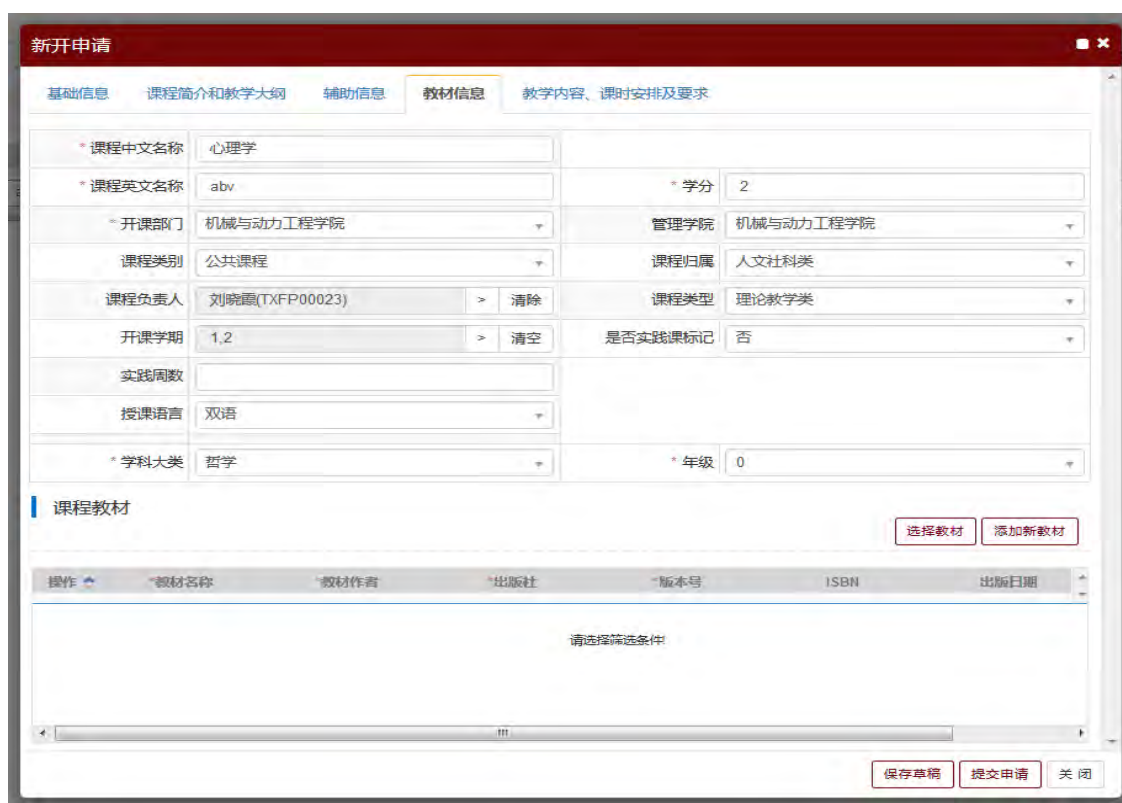 新开申请
基础信息 课程简介和教学大纲 辅助信息 教材信息 教学内容、课时安排及要求
* 课程中文名称 心理学
* 课程英文名称 abv * 学分 2
* 开课部门 机械与动力工程学院 管理学院 机械与动力工程学院
课程类别 公共课程 课程归属 人文社科类
课程负责人 刘晓霞(TXFP00023) > 清除 课程类型 理论教学类
开课学期 1,2 > 清空 是否实践课标记 否
实践周数
授课语言 双语
* 学科大类 哲学 * 年级 0
课程教材
选择教材 添加新教材
操作 *教材名称 *教材作者 *出版社 *版本号 ISBN 出版日期
请选择筛选条件!
保存草稿 提交申请 关闭